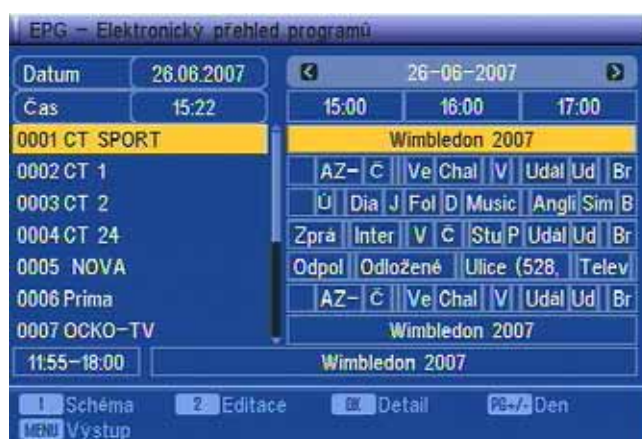 EPG - Elektronický přehled programů
Datum 26.06.2007 26-06-2007
Čas 15:22 15:00 16:00 17:00
0001 CT SPORT Wimbledon 2007
0002 CT 1 AZ- Č Ve Chal V Udál Ud Br
0003 CT 2 Ú Dia J Fol D Music Angli Sim B
0004 CT 24 Zprá Inter V Č Stu P Udál Ud Br
0005 NOVA Odpol Odložené Ulice (528, Telev
0006 Prima AZ- Č Ve Chal V Udál Ud Br
0007 OCKO-TV Wimbledon 2007
11:55-18:00 Wimbledon 2007
1 Schéma 2 Editace OK Detail PG+/- Den
MENU Výstup